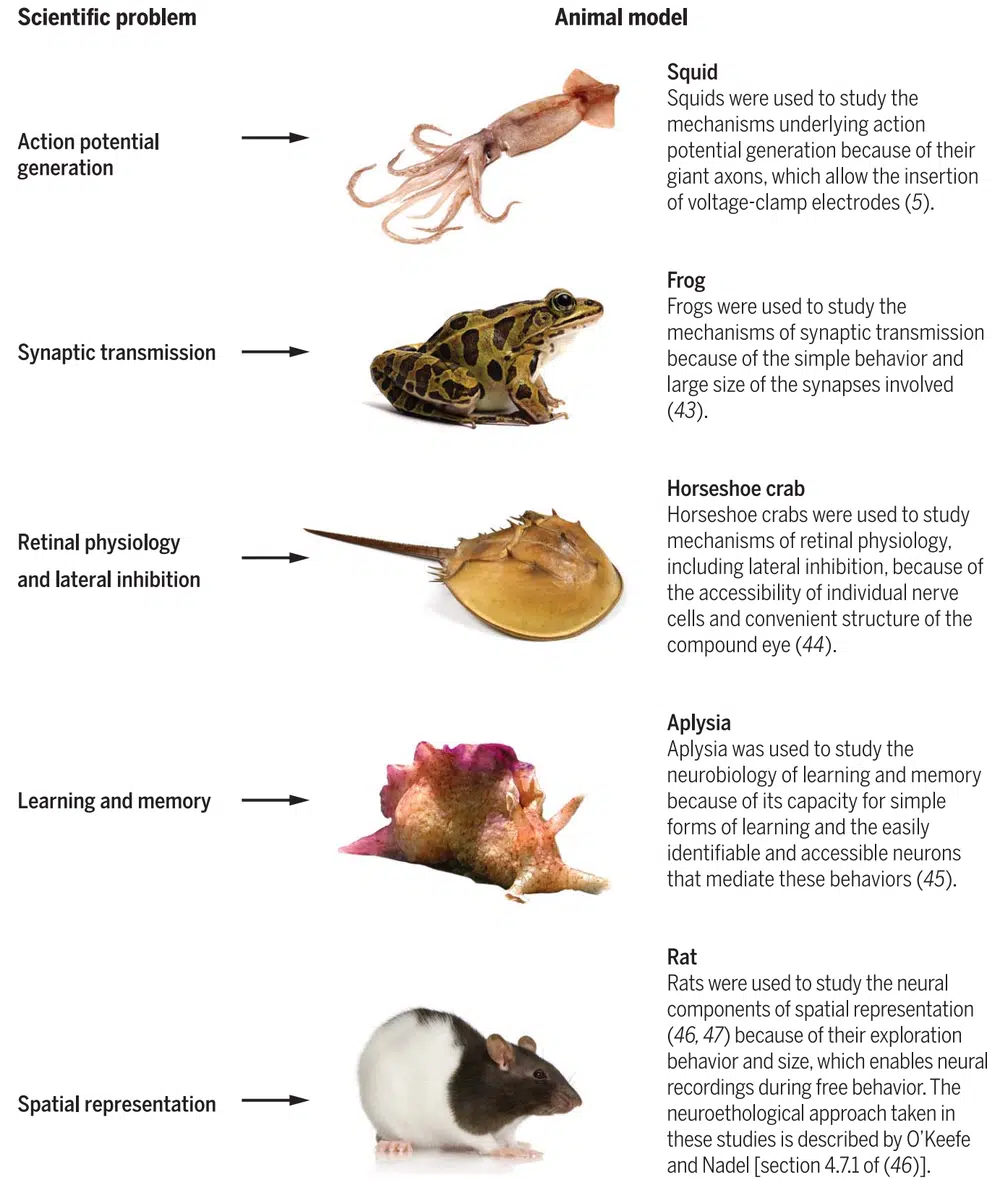 Scientific problem
Animal model
Action potential
generation
Squid
Squids were used to study the
mechanisms underlying action
potential generation because of their
giant axons, which allow the insertion
of voltage-clamp electrodes (5).
Synaptic transmission
Frog
Frogs were used to study the
mechanisms of synaptic transmission
because of the simple behavior and
large size of the synapses involved
(43).
Retinal physiology
and lateral inhibition
Horseshoe crab
Horseshoe crabs were used to study
mechanisms of retinal physiology,
including lateral inhibition, because of
the accessibility of individual nerve
cells and convenient structure of the
compound eye (44).
Learning and memory
Aplysia
Aplysia was used to study the
neurobiology of learning and memory
because of its capacity for simple
forms of learning and the easily
identifiable and accessible neurons
that mediate these behaviors (45).
Spatial representation
Rat
Rats were used to study the neural
components of spatial representation
(46, 47) because of their exploration
behavior and size, which enables neural
recordings during free behavior. The
neuroethological approach taken in
these studies is described by O'Keefe
and Nadel [section 4.7.1 of (46)].